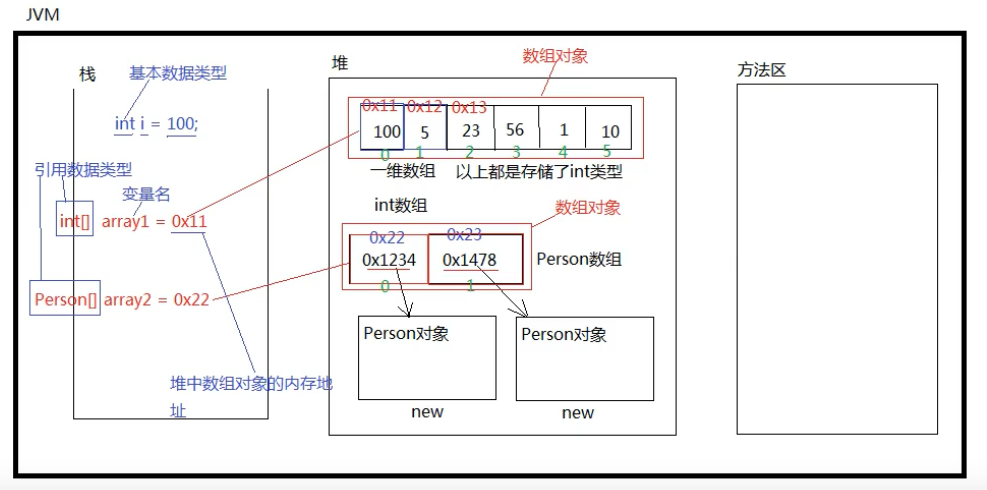 JVM
栈
基本数据类型
int i = 100;
引用数据类型
变量名
int[] array1 = 0x11
Person[] array2 = 0x22
堆中数组对象的内存地
址
堆
数组对象
0x11 0x12 0x13
100 5 23 56 1 10
0 1 2 3 4 5
一维数组 以上都是存储了int类型
int数组
数组对象
0x22 0x23
0x1234 0x1478
Person数组
0 1
Person对象
Person对象
new
new
方法区